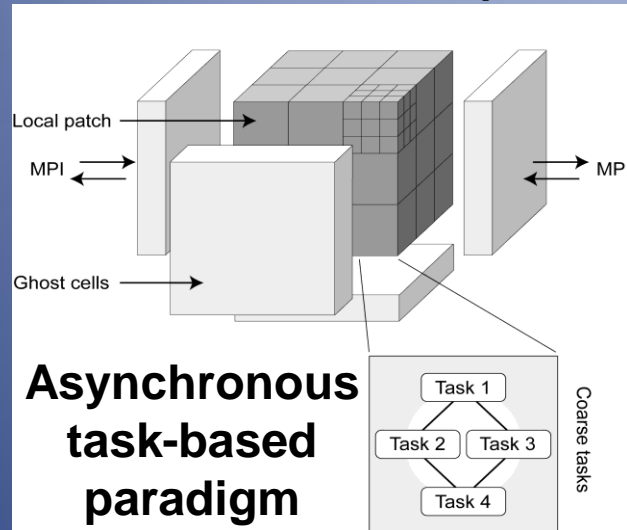 Local patch
MPI
MP
Ghost cells
Asynchronous
task-based
paradigm
Task 1
Task 2
Task 3
Task 4
Coarse tasks